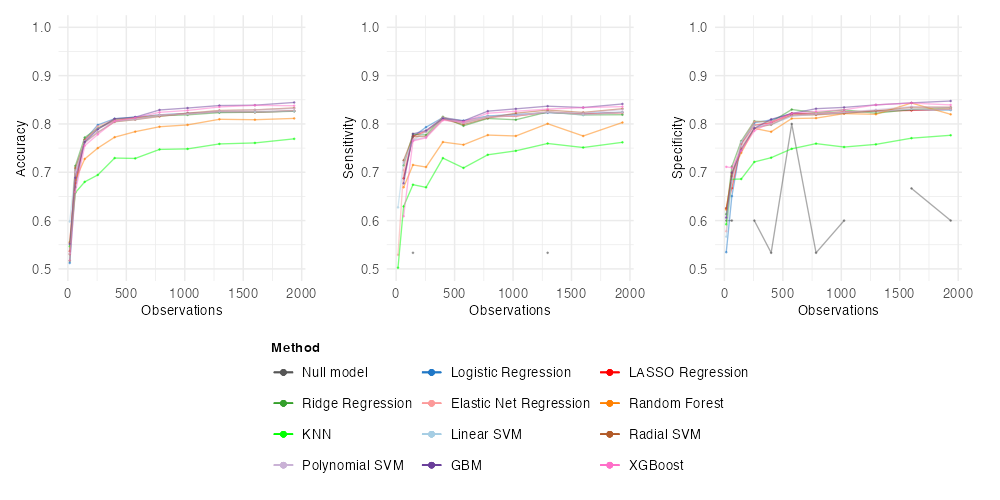 1.0
0.9
0.8
0.7
0.6
0.5
Accuracy
0 500 1000 1500 2000
Observations
1.0
0.9
0.8
0.7
0.6
0.5
Sensitivity
0 500 1000 1500 2000
Observations
1.0
0.9
0.8
0.7
0.6
0.5
Specificity
0 500 1000 1500 2000
Observations
Method
Null model Logistic Regression LASSO Regression
Ridge Regression Elastic Net Regression Random Forest
KNN Linear SVM Radial SVM
Polynomial SVM GBM XGBoost